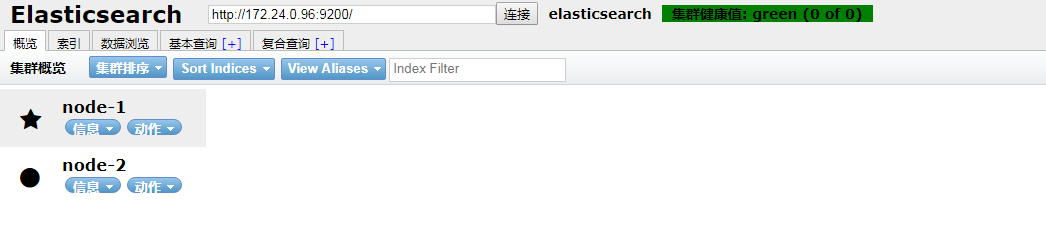 Elasticsearch http://172.24.0.96:9200/ 连接 elasticsearch 集群健康值: green (0 of 0)
概览 索引 数据浏览 基本查询 [+] 复合查询 [+]
集群概览 集群排序 Sort Indices View Aliases Index Filter
node-1
信息 动作
node-2
信息 动作